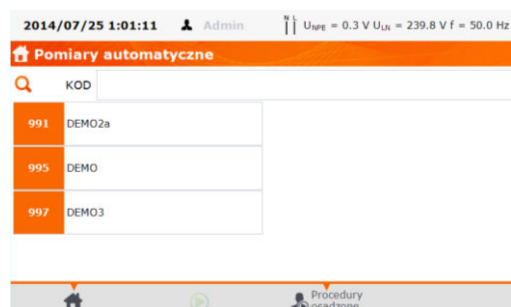 2014/07/25 1:01:11 Admin N L UNPE = 0.3 V ULN = 239.8 V f = 50.0 Hz
Pomiary automatyczne
KOD
991 DEMO2a
995 DEMO
997 DEMO3
Procedury
osadzone